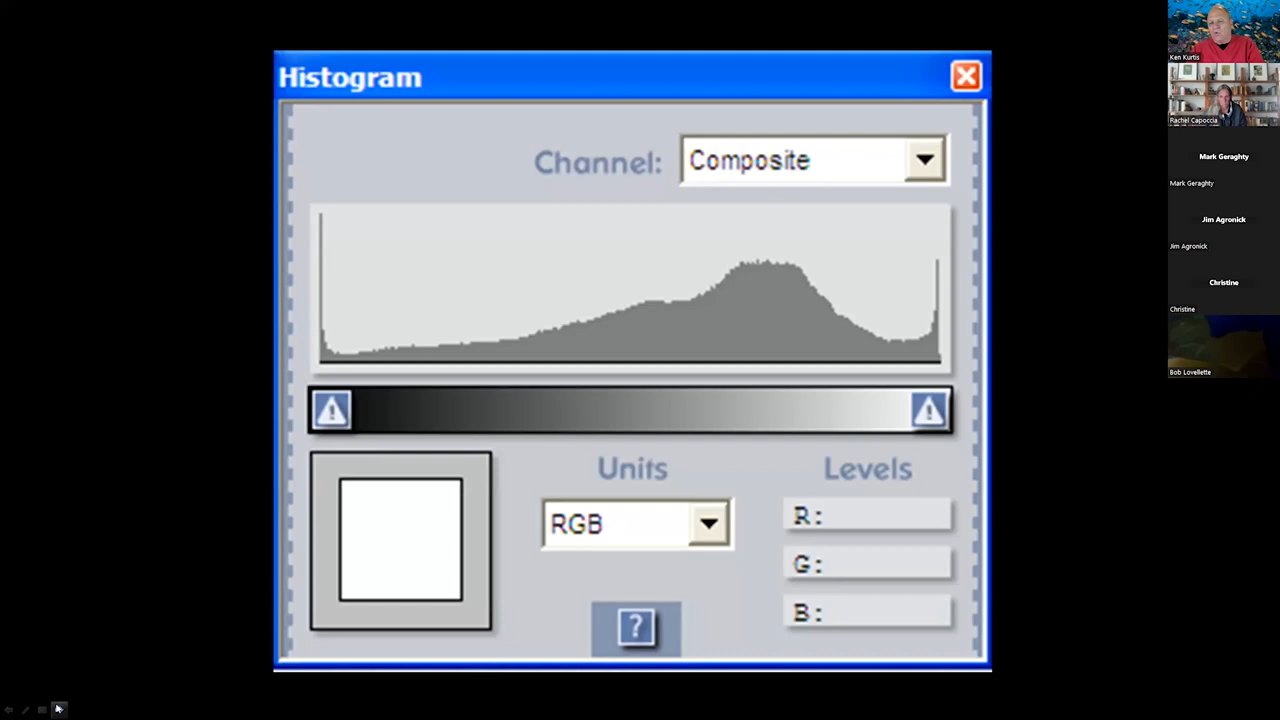 Histogram
Channel: Composite
Units
Levels
RGB
R:
G:
B:
?
Ken Kurtis
Rachel Capoccia
Mark Geraghty
Mark Geraghty
Jim Agronick
Jim Agronick
Christine
Christine
Bob Lovellette